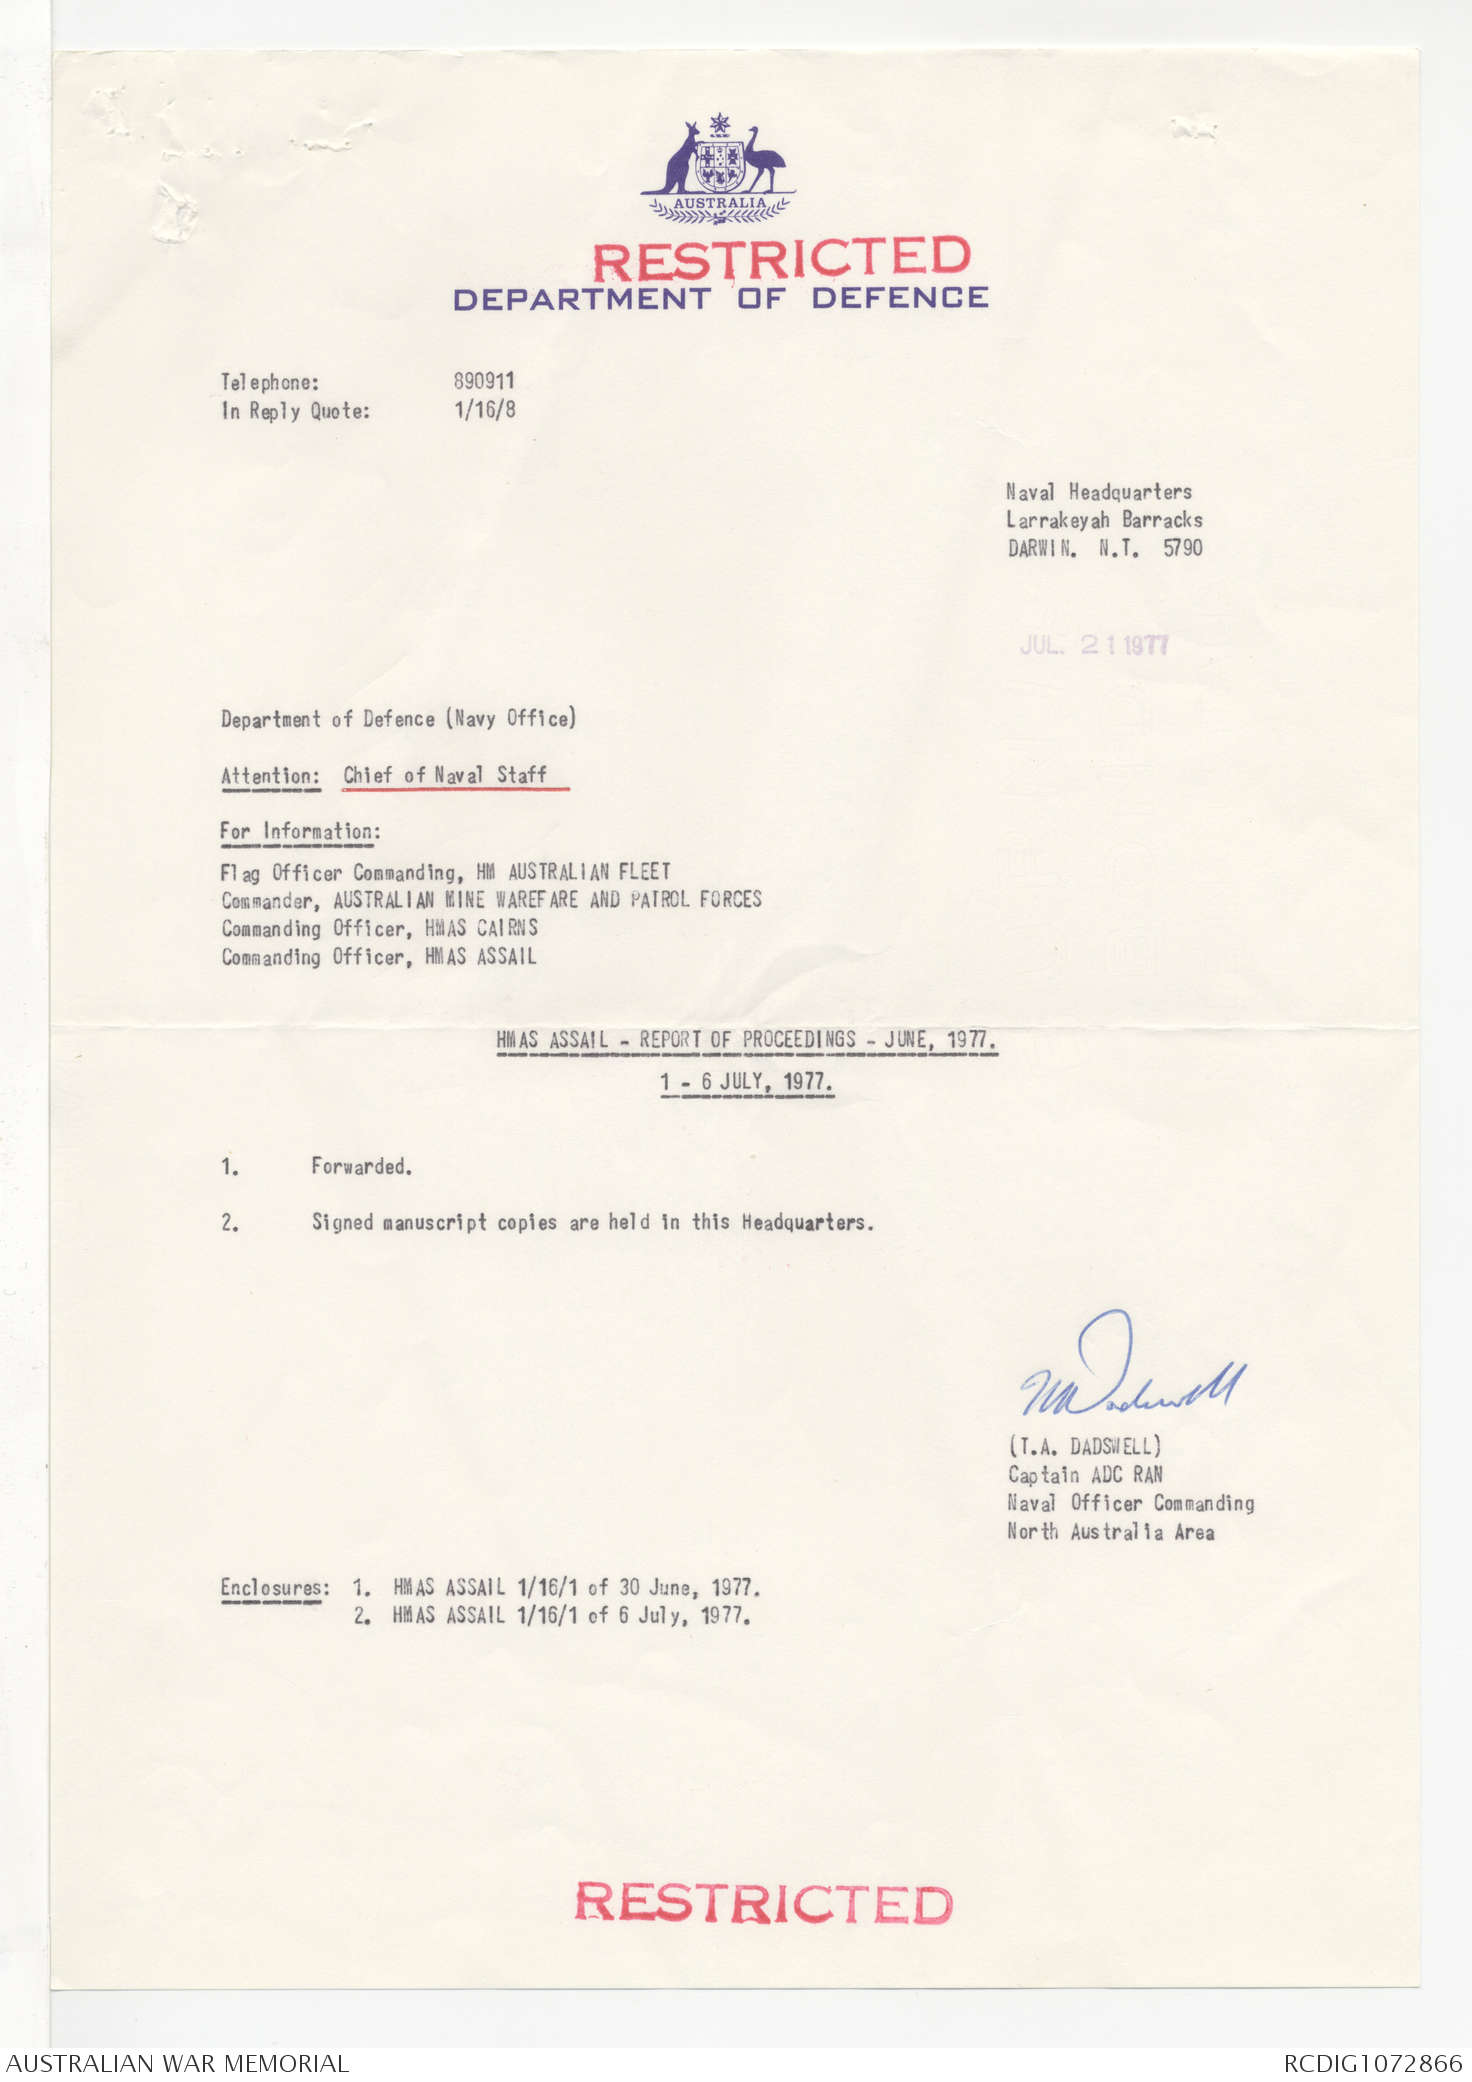 AUSTRALIA
RESTRICTED
DEPARTMENT OF DEFENCE
Telephone: 890911
In Reply Quote: 1/16/8
Naval Headquarters
Larrakeyah Barracks
DARWIN. N.T. 5790
JUL. 21 1977
Department of Defence (Navy Office)
Attention: Chief of Naval Staff
For Information:
Flag Officer Commanding, HM AUSTRALIAN FLEET
Commander, AUSTRALIAN MINE WAREFARE AND PATROL FORCES
Commanding Officer, HMAS CAIRNS
Commanding Officer, HMAS ASSAIL
HMAS ASSAIL - REPORT OF PROCEEDINGS - JUNE, 1977.
1 - 6 JULY, 1977.
1. Forwarded.
2. Signed manuscript copies are held in this Headquarters.
(T.A. DADSWELL)
Captain ADC RAN
Naval Officer Commanding
North Australia Area
Enclosures: 1. HMAS ASSAIL 1/16/1 of 30 June, 1977.
2. HMAS ASSAIL 1/16/1 of 6 July, 1977.
RESTRICTED
AUSTRALIAN WAR MEMORIAL
RCDIG1072866